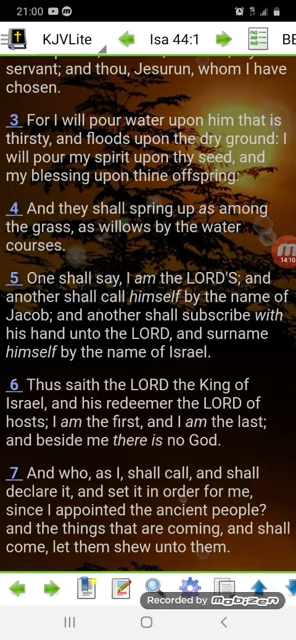 21:00
KJVLite Isa 44:1 BE
servant; and thou, Jesurun, whom I have
chosen.
3 For I will pour water upon him that is
thirsty, and floods upon the dry ground: I
will pour my spirit upon thy seed, and
my blessing upon thine offspring:
4 And they shall spring up as among
the grass, as willows by the water
courses.
14:10
5 One shall say, I am the LORD'S; and
another shall call himself by the name of
Jacob; and another shall subscribe with
his hand unto the LORD, and surname
himself by the name of Israel.
6 Thus saith the LORD the King of
Israel, and his redeemer the LORD of
hosts; I am the first, and I am the last;
and beside me there is no God.
7 And who, as I, shall call, and shall
declare it, and set it in order for me,
since I appointed the ancient people?
and the things that are coming, and shall
come, let them shew unto them.
Recorded by mobizen